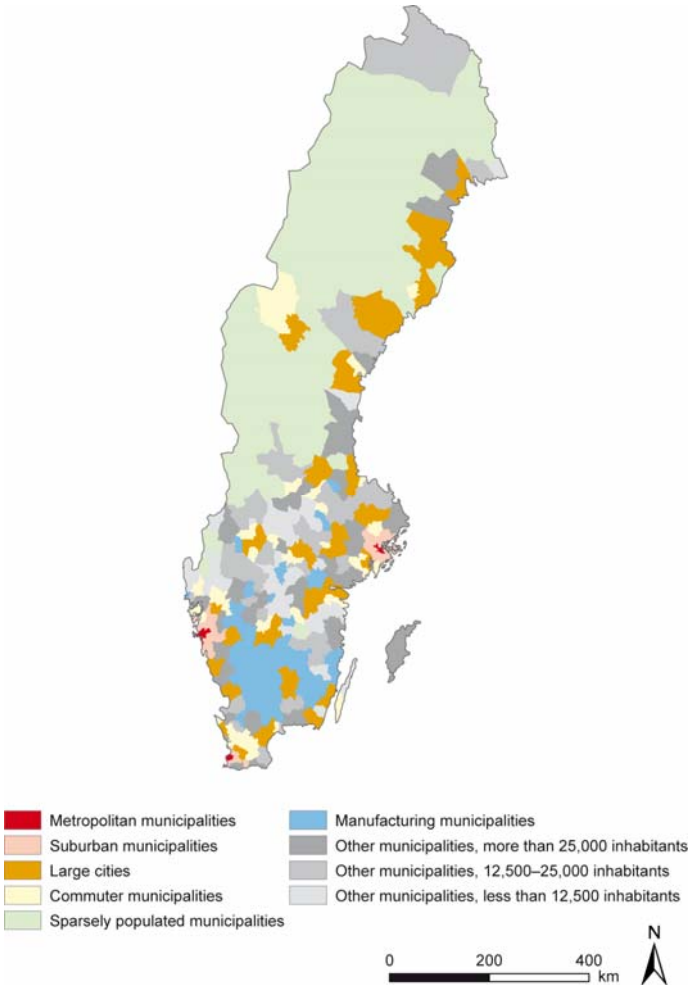 Metropolitan municipalities
Suburban municipalities
Large cities
Commuter municipalities
Sparsely populated municipalities
Manufacturing municipalities
Other municipalities, more than 25,000 inhabitants
Other municipalities, 12,500–25,000 inhabitants
Other municipalities, less than 12,500 inhabitants
N
0 200 400
km